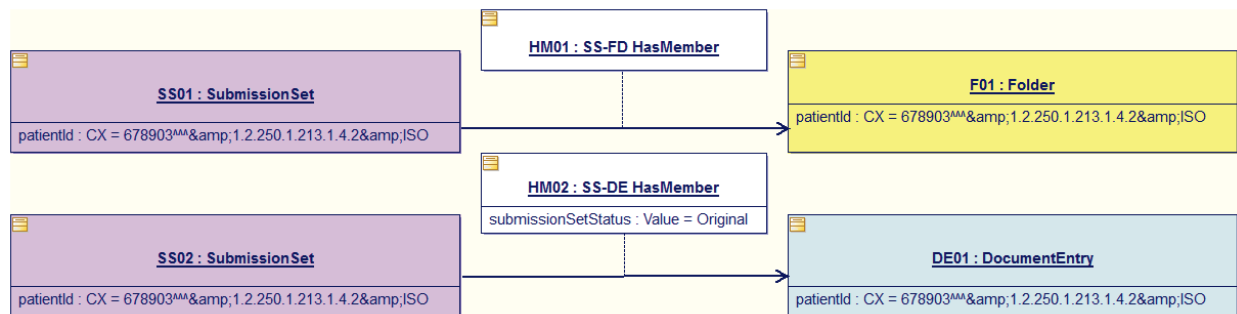 HM01 : SS-FD HasMember
SS01 : SubmissionSet
patientId : CX = 678903^^^&amp;1.2.250.1.213.1.4.2&amp;ISO
F01 : Folder
patientId : CX = 678903^^^&amp;1.2.250.1.213.1.4.2&amp;ISO
HM02 : SS-DE HasMember
submissionSetStatus : Value = Original
SS02 : SubmissionSet
patientId : CX = 678903^^^&amp;1.2.250.1.213.1.4.2&amp;ISO
DE01 : DocumentEntry
patientId : CX = 678903^^^&amp;1.2.250.1.213.1.4.2&amp;ISO